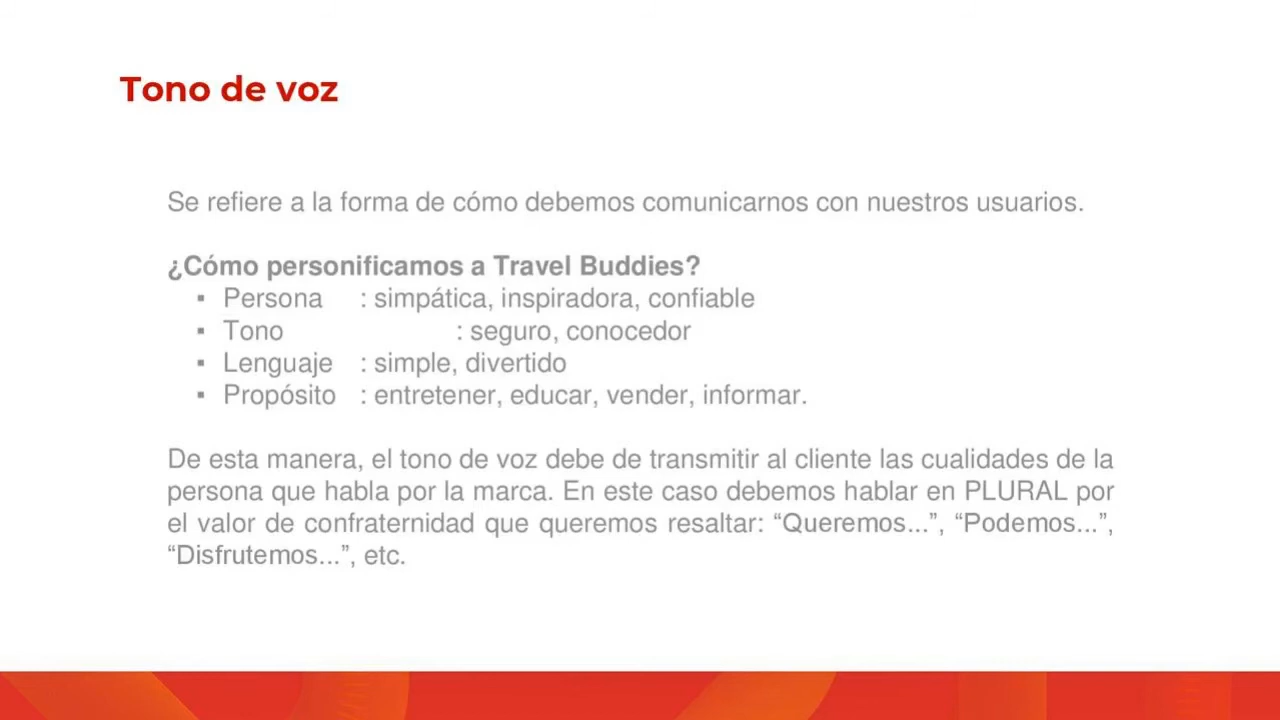 Tono de voz
Se refiere a la forma de cómo debemos comunicarnos con nuestros usuarios.
¿Cómo personificamos a Travel Buddies?
▪ Persona : simpática, inspiradora, confiable
▪ Tono : seguro, conocedor
▪ Lenguaje : simple, divertido
▪ Propósito : entretener, educar, vender, informar.
De esta manera, el tono de voz debe de transmitir al cliente las cualidades de la
persona que habla por la marca. En este caso debemos hablar en PLURAL por
el valor de confraternidad que queremos resaltar: “Queremos...”, “Podemos...”,
“Disfrutemos...”, etc.